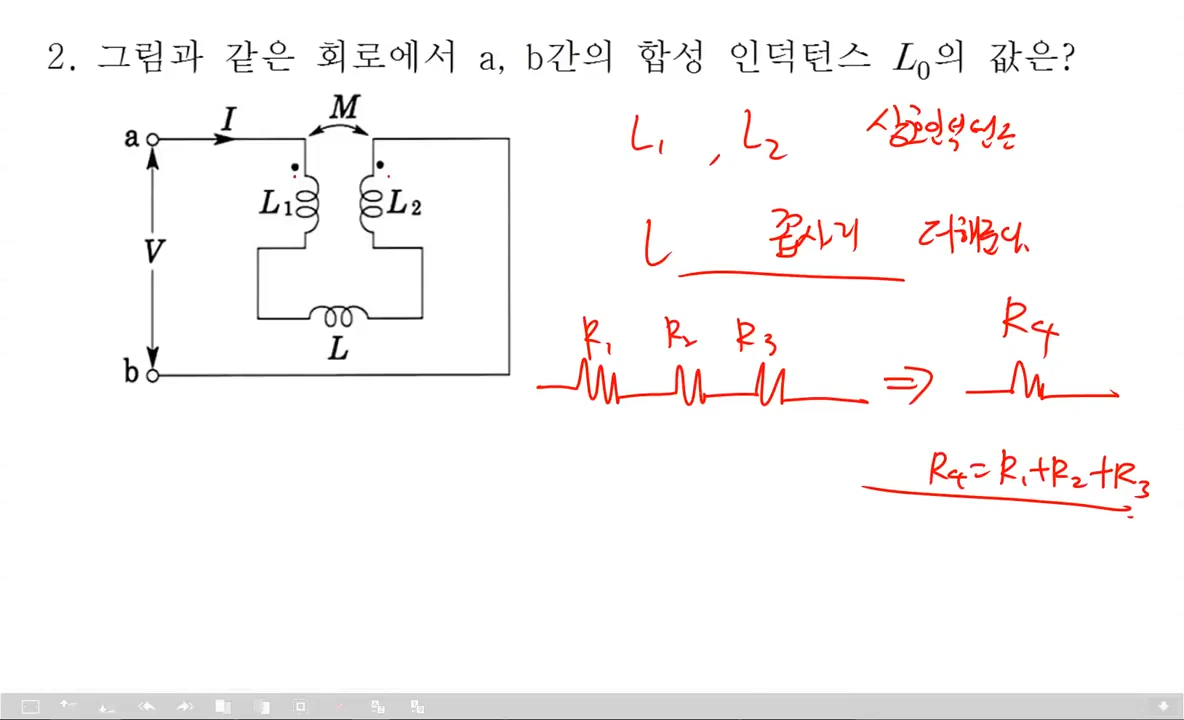 2. 그림과 같은 회로에서 a, b간의 합성 인덕턴스 L₀의 값은?
a I M
L₁ L₂
V
L
b
L₁ , L₂ 상호인덕턴스
L 꼽사리 더해준다.
R₁ R₂ R₃ ⇒ R₄
R₄=R₁+R₂+R₃